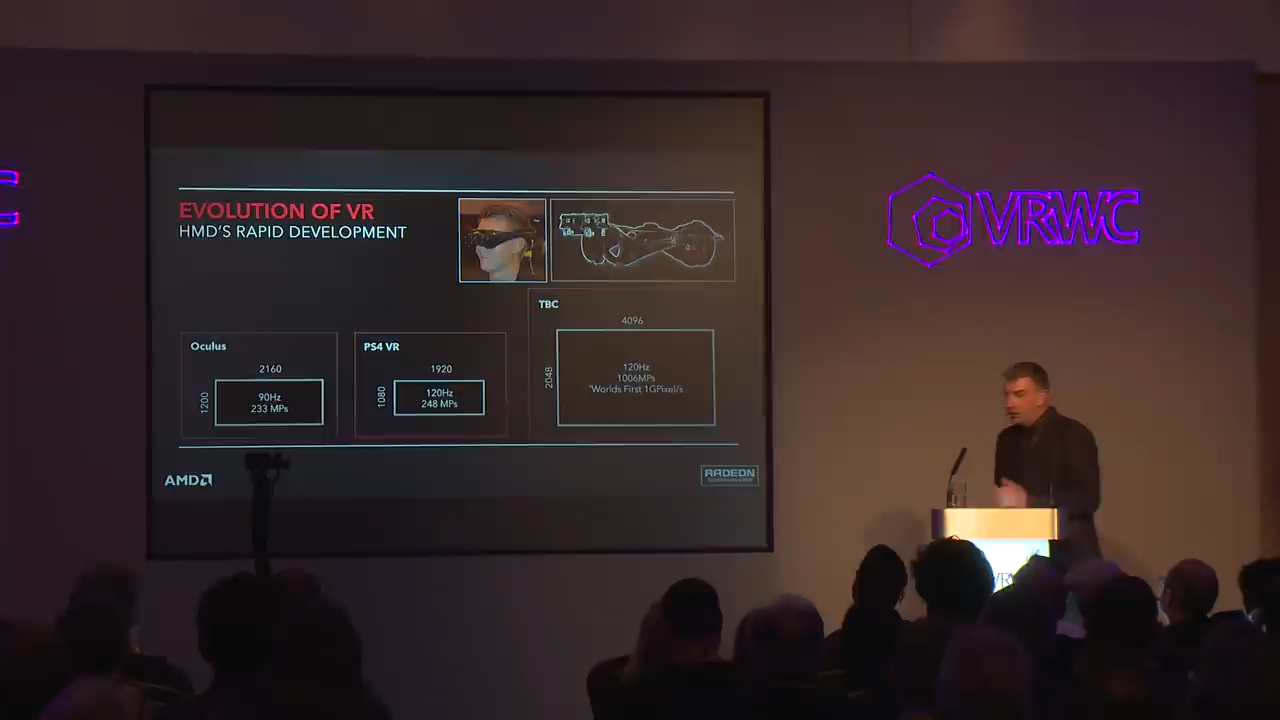 EVOLUTION OF VR
HMD'S RAPID DEVELOPMENT
Oculus
2160
1200
90Hz
233 MPs
PS4 VR
1920
1080
120Hz
248 MPs
TBC
4096
2048
120Hz
1006MPs
'Worlds First 1GPixel/s
AMD
RADEON
VRWC